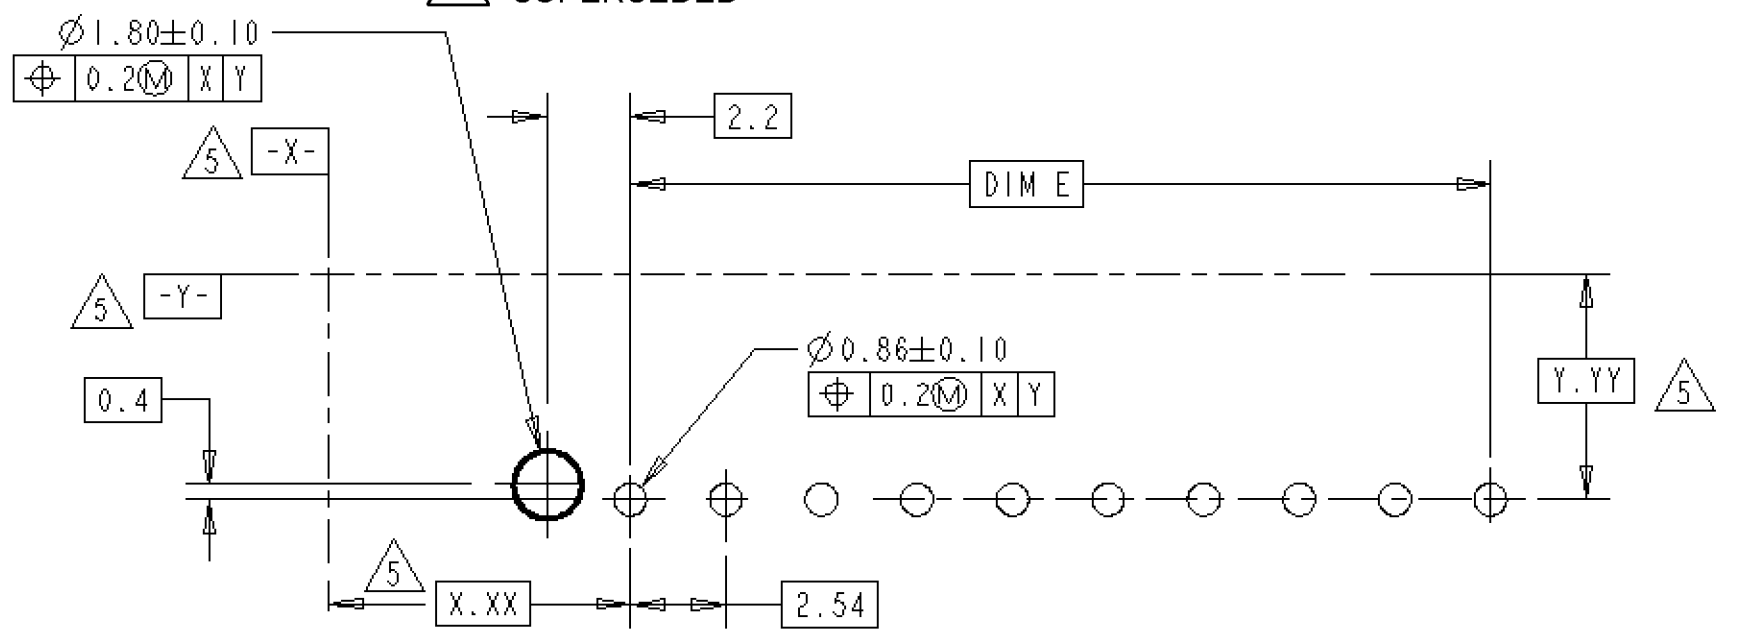 Ø1.80±0.10
⌖ 0.2Ⓜ X Y
2.2
5 -X-
DIM E
5 -Y-
Ø0.86±0.10
⌖ 0.2Ⓜ X Y
0.4
Y.YY 5
5
X.XX
2.54